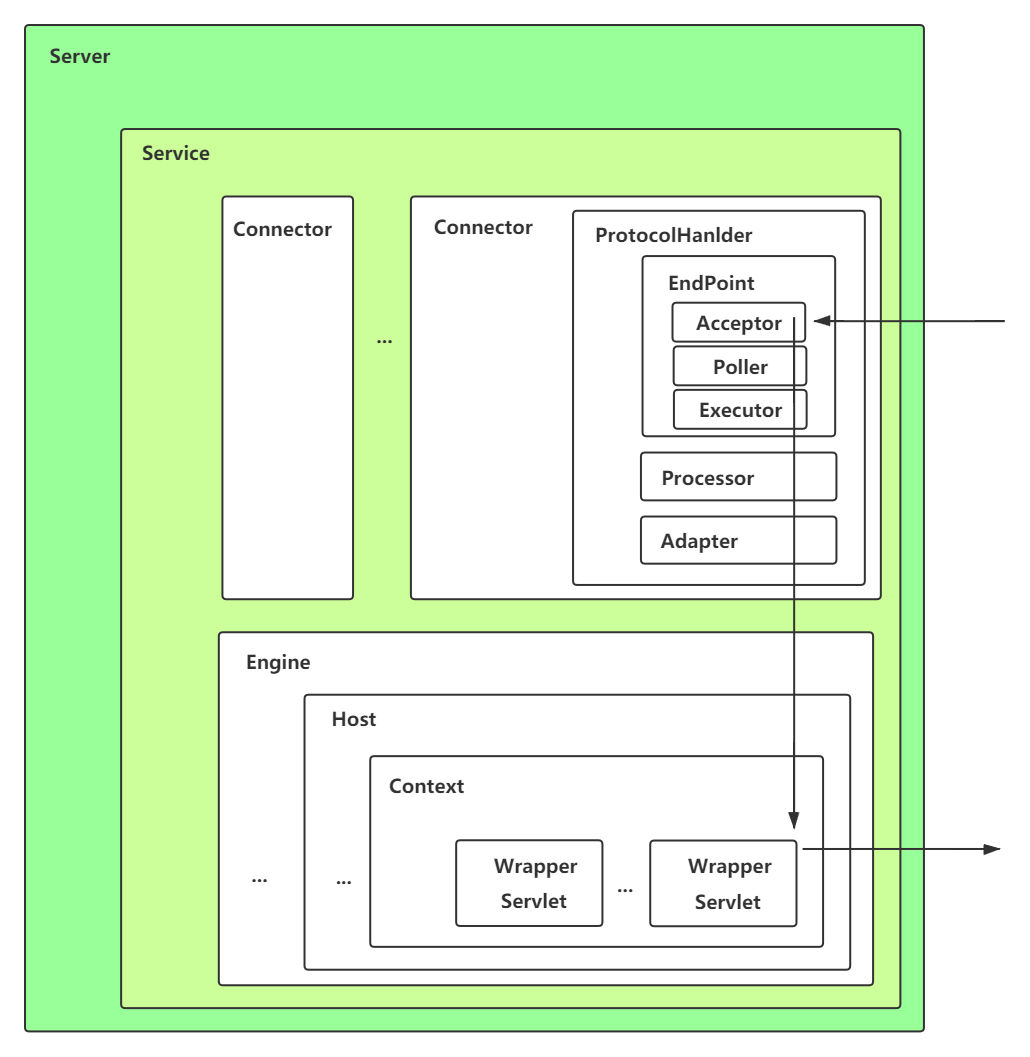 Server
Service
Connector
...
Connector
ProtocolHanlder
EndPoint
Acceptor
Poller
Executor
Processor
Adapter
Engine
Host
Context
...
...
Wrapper
Servlet
...
Wrapper
Servlet